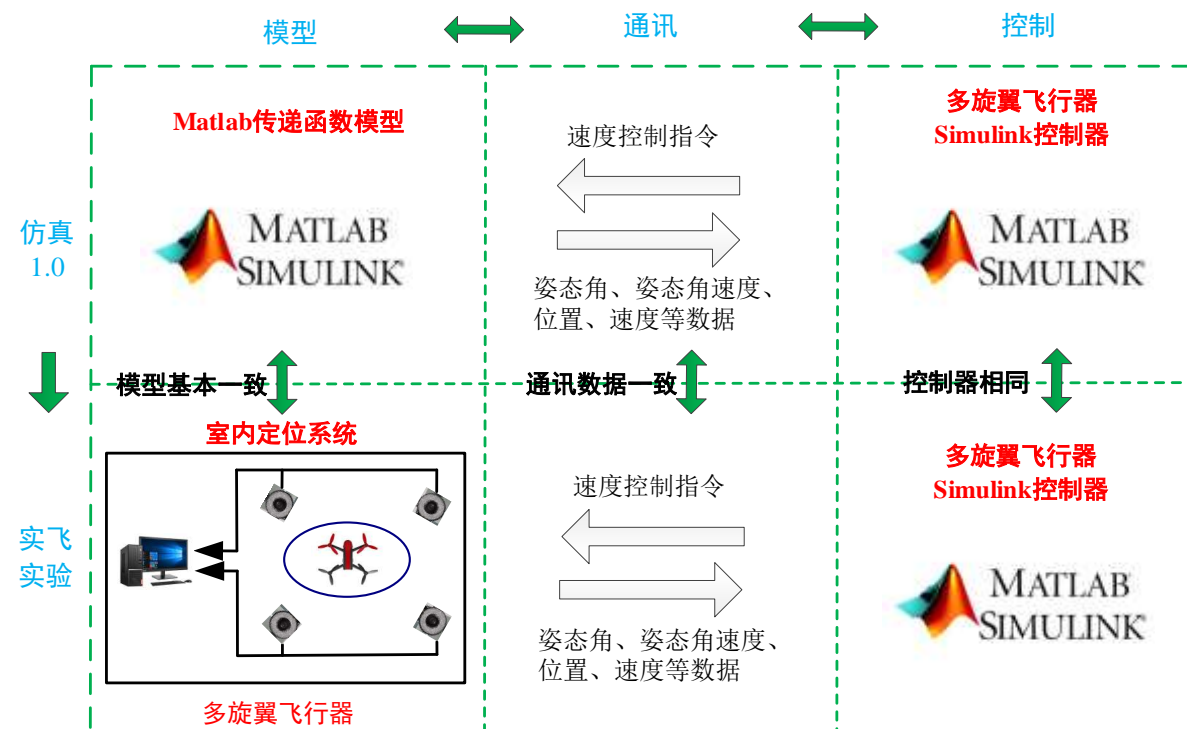 模型
通讯
控制
Matlab传递函数模型
速度控制指令
多旋翼飞行器
Simulink控制器
仿真
1.0
MATLAB
SIMULINK
姿态角、姿态角速度、
位置、速度等数据
MATLAB
SIMULINK
模型基本一致
通讯数据一致
控制器相同
室内定位系统
速度控制指令
多旋翼飞行器
Simulink控制器
实飞
实验
姿态角、姿态角速度、
位置、速度等数据
MATLAB
SIMULINK
多旋翼飞行器